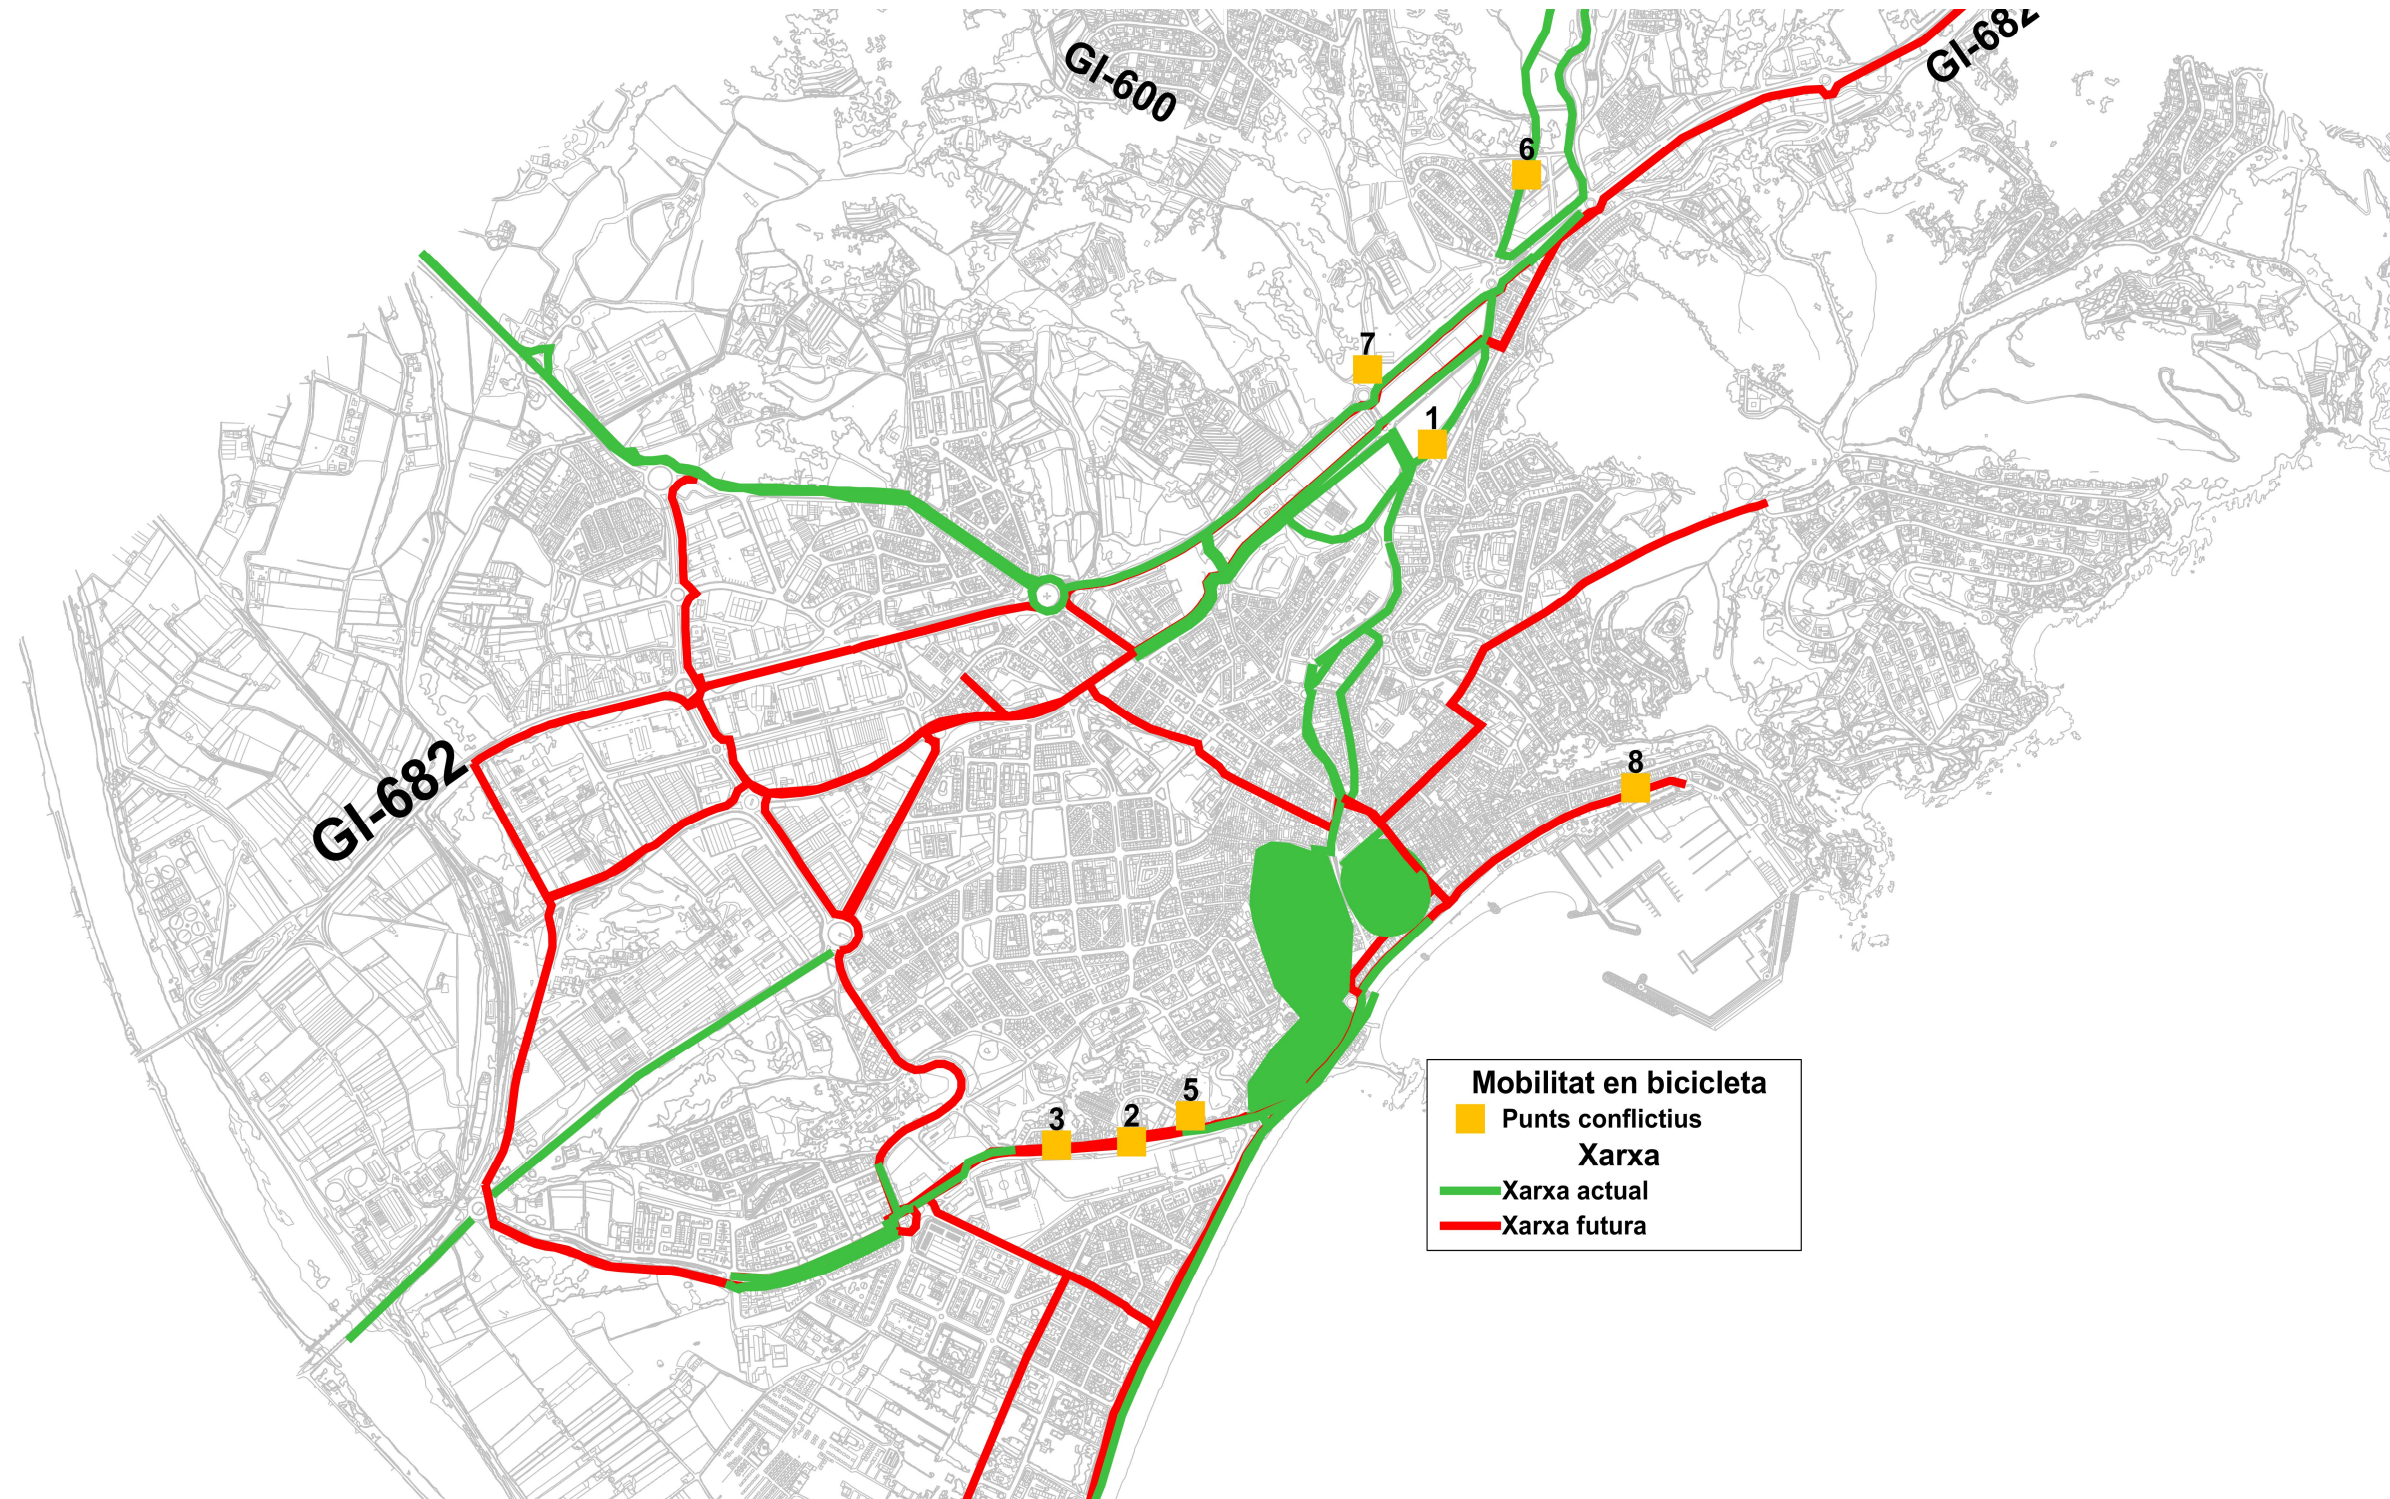 GI-682
GI-600
6
7
1
GI-682
8
5
2
3
Mobilitat en bicicleta
Punts conflictius
Xarxa
Xarxa actual
Xarxa futura